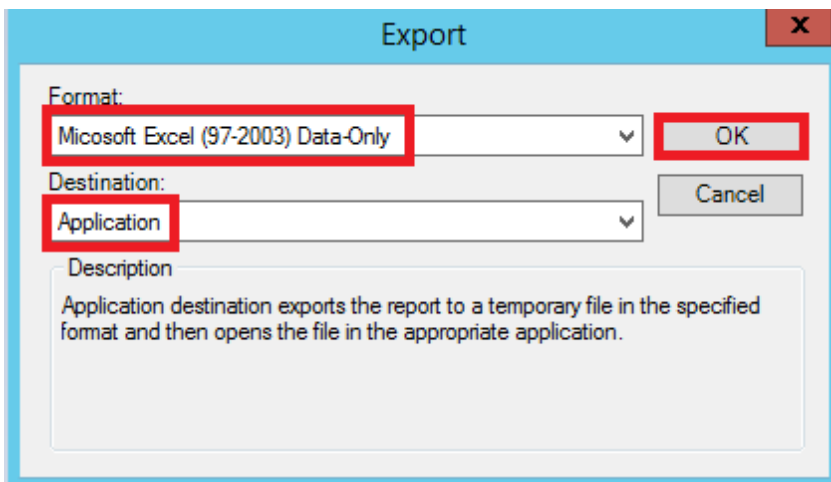 Export
x
Format:
Micosoft Excel (97-2003) Data-Only
OK
Destination:
Application
Cancel
Description
Application destination exports the report to a temporary file in the specified
format and then opens the file in the appropriate application.